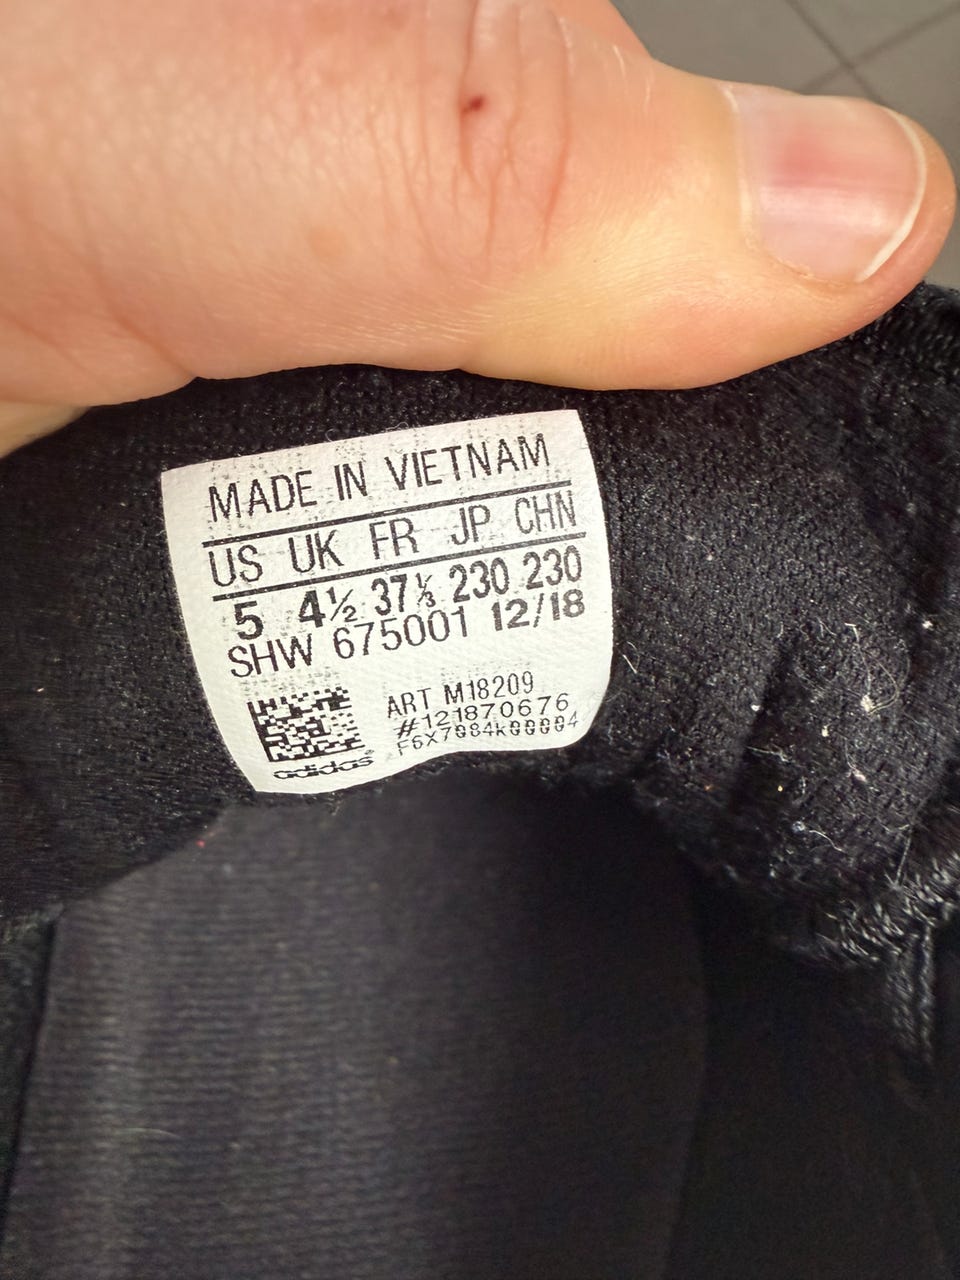 MADE IN VIETNAM
US UK FR JP CHN
5 4½ 37⅓ 230 230
SHW 675001 12/18
ART M18209
#121870676
adidas